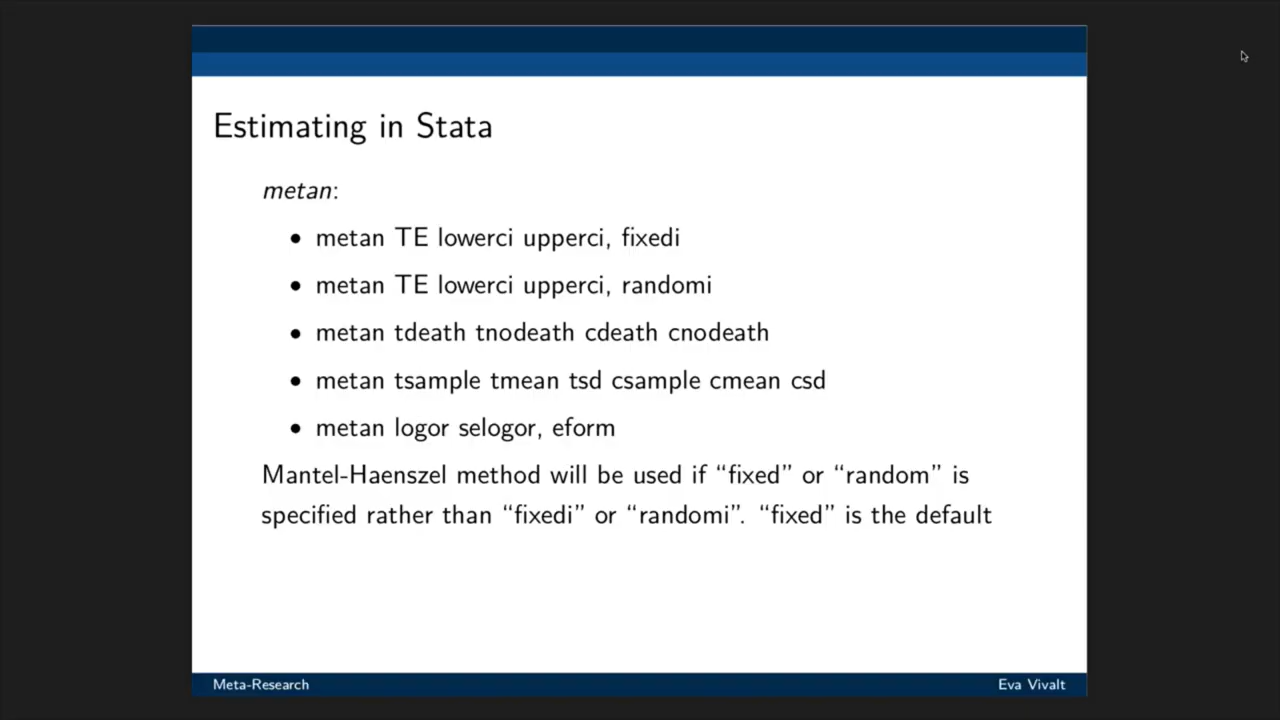 Estimating in Stata
metan:
• metan TE lowerci upperci, fixedi
• metan TE lowerci upperci, randomi
• metan tdeath tnodeath cdeath cnodeath
• metan tsample tmean tsd csample cmean csd
• metan logor selogor, eform
Mantel-Haenszel method will be used if “fixed” or “random” is
specified rather than “fixedi” or “randomi”. “fixed” is the default
Meta-Research
Eva Vivalt